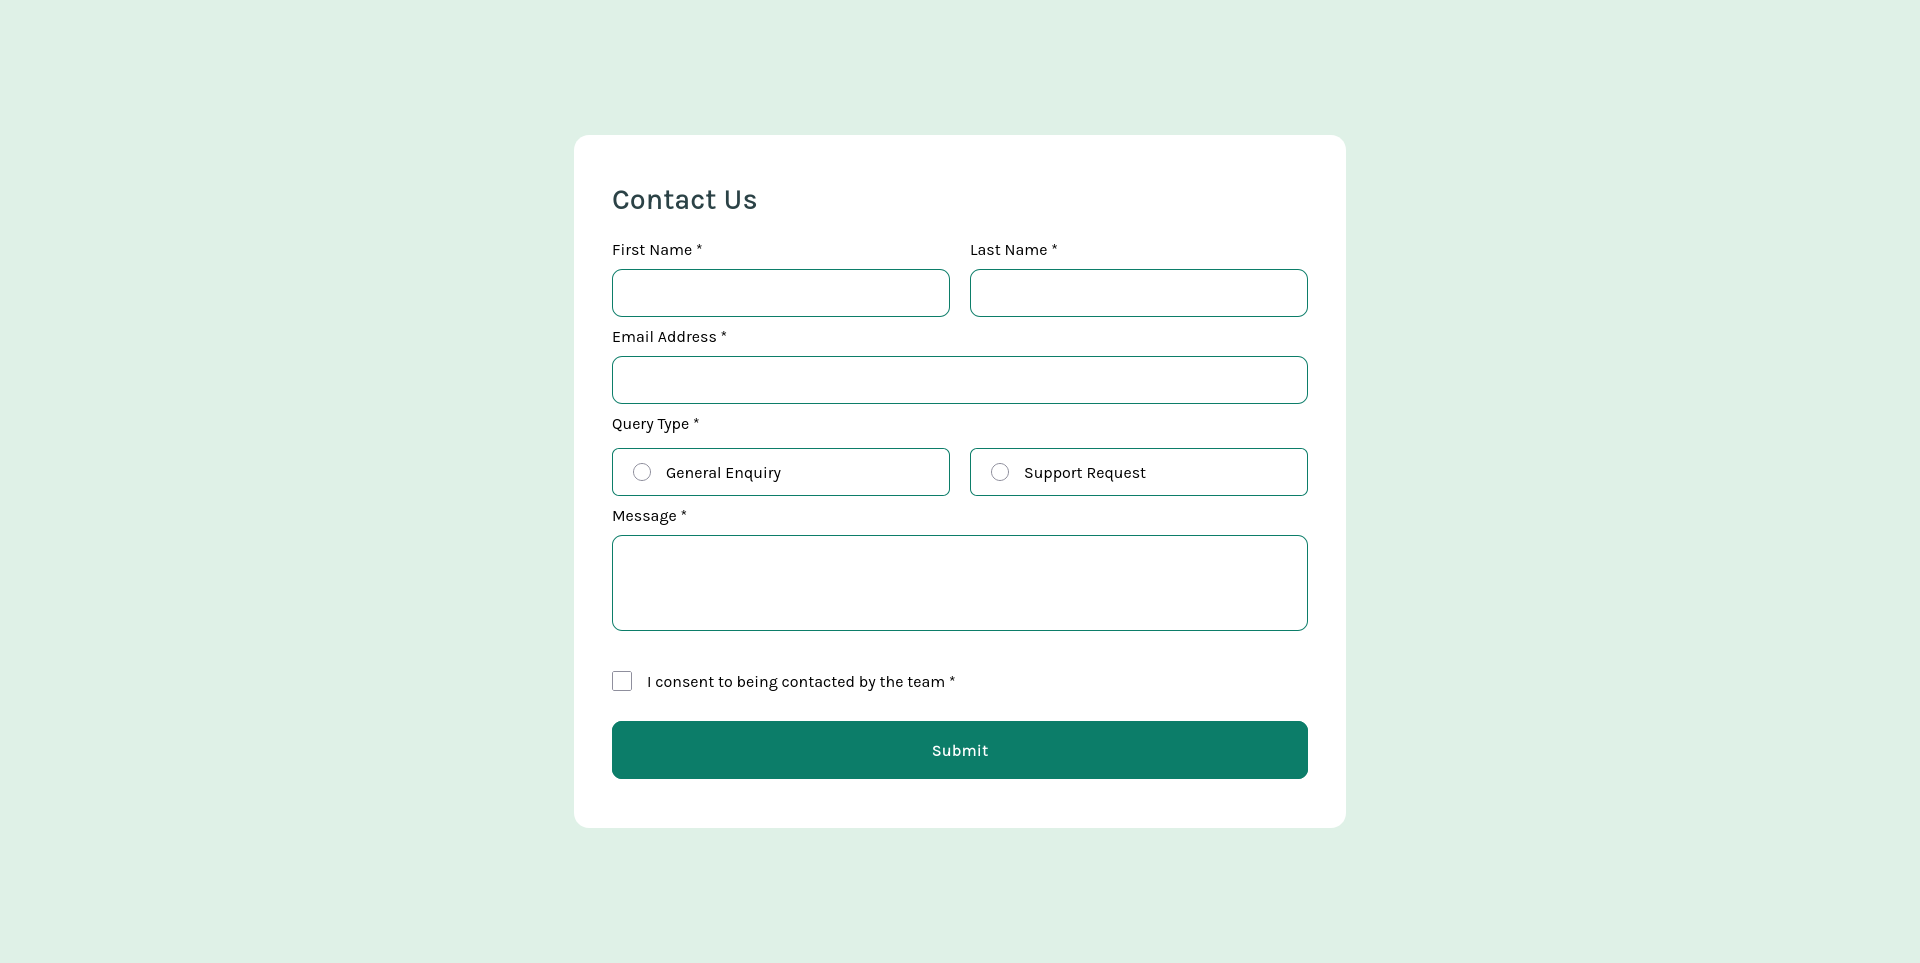 Contact Us
First Name *
Last Name *
Email Address *
Query Type *
General Enquiry
Support Request
Message *
I consent to being contacted by the team *
Submit